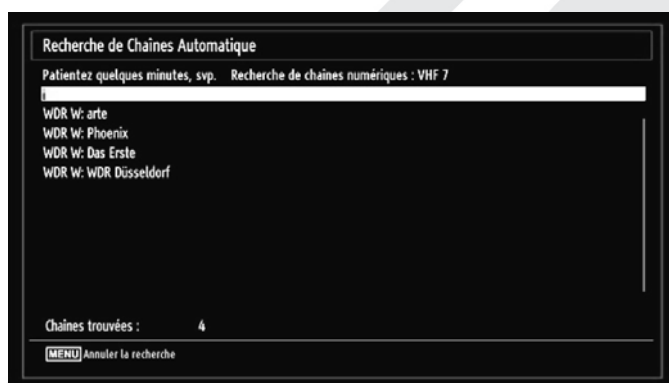 Recherche de Chaines Automatique
Patientez quelques minutes, svp. Recherche de chaines numériques : VHF 7
WDR W: arte
WDR W: Phoenix
WDR W: Das Erste
WDR W: WDR Düsseldorf
Chaines trouvées : 4
MENU Annuler la recherche